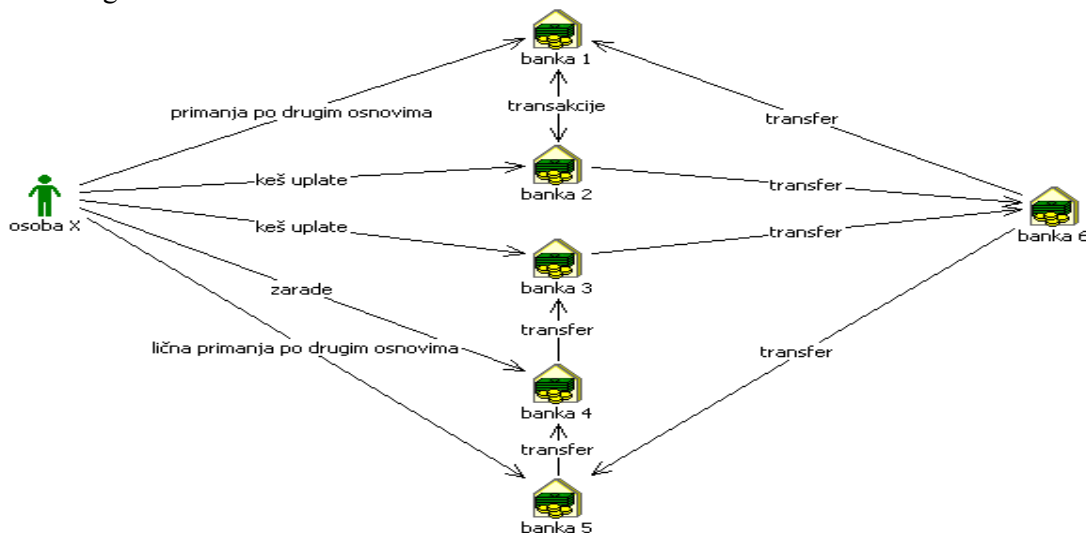 banka 1
transakcije
primanja po drugim osnovima
transfer
keš uplate
banka 2
transfer
osoba X
keš uplate
transfer
banka 6
banka 3
zarade
transfer
lična primanja po drugim osnovima
transfer
banka 4
transfer
banka 5